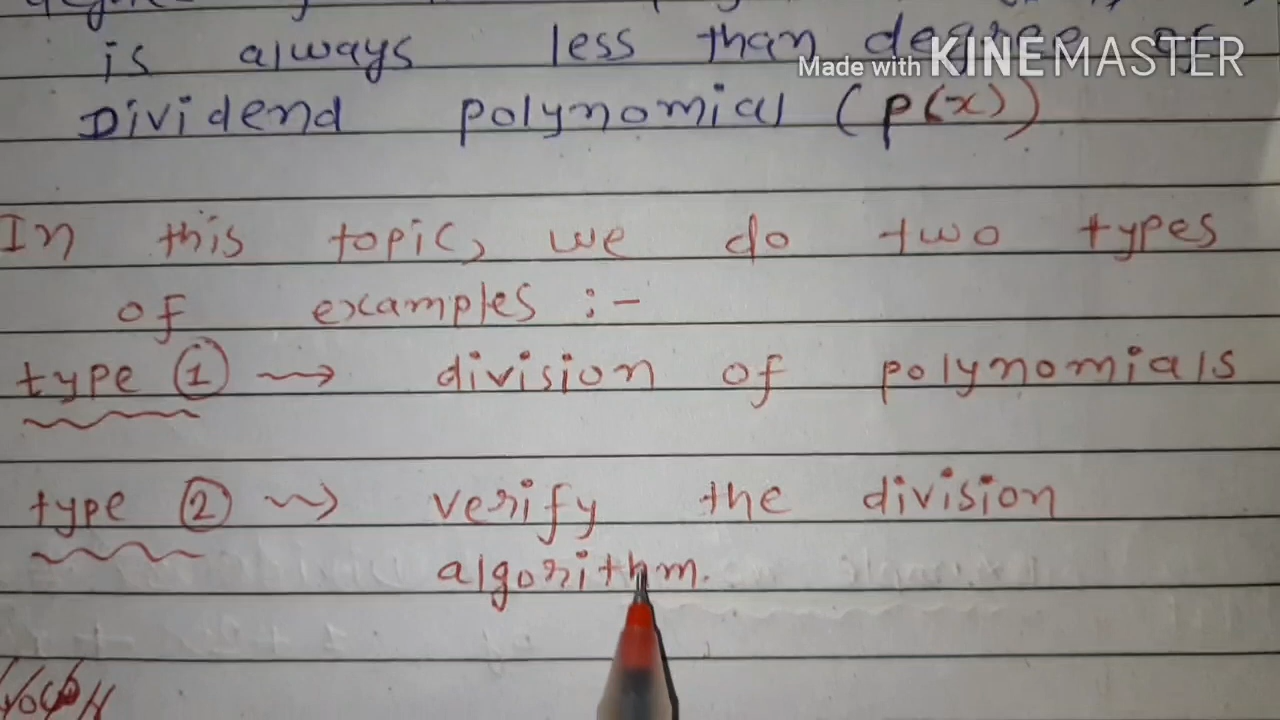 is always less than degree of
Made with KINEMASTER
Dividend polynomial (p(x))
In this topic, we do two types
of examples :-
type ① → division of polynomials
type ② → verify the division
algorithm.